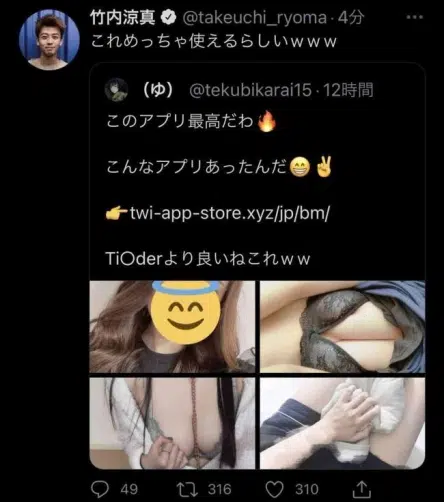 竹内涼真 @takeuchi_ryoma · 4分
これめっちゃ使えるらしいｗｗｗ
（ゆ） @tekubikarai15 · 12時間
このアプリ最高だわ🔥
こんなアプリあったんだ😁✌
👉twi-app-store.xyz/jp/bm/
Ti〇derより良いねこれｗｗ
49 316 310